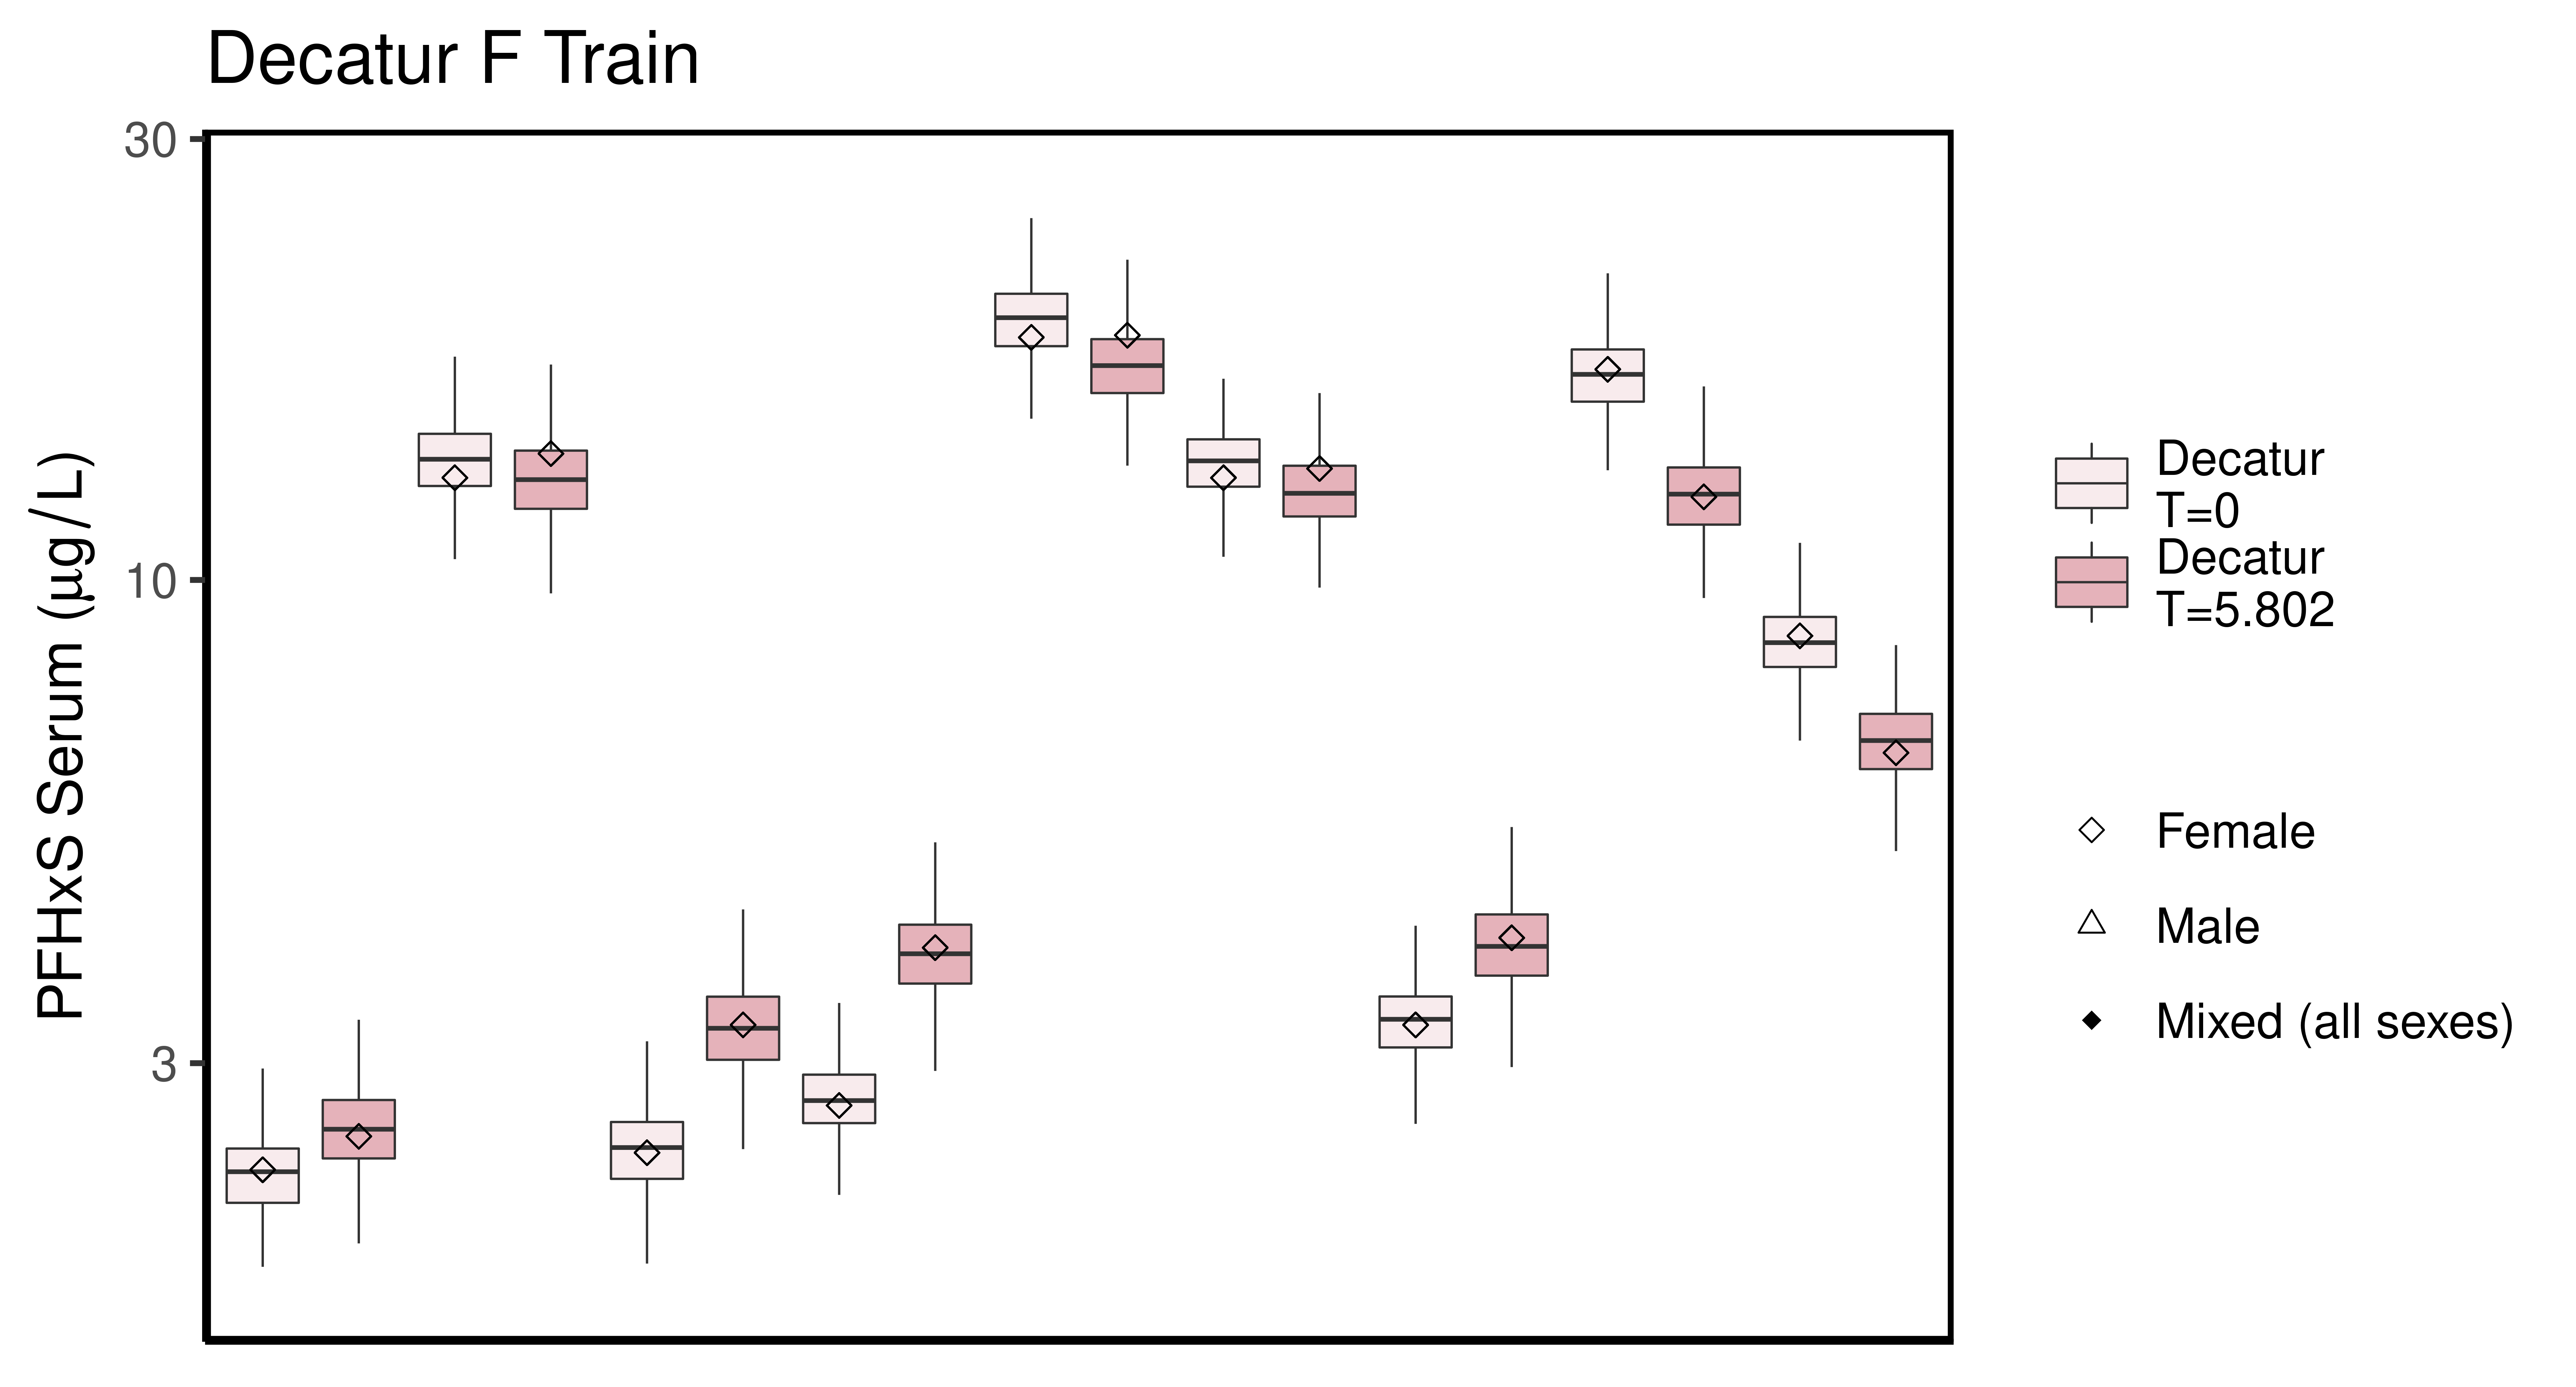 Decatur F Train
30
10
3
PFHxS Serum (μg/L)
Decatur
T=0
Decatur
T=5.802
Female
Male
Mixed (all sexes)